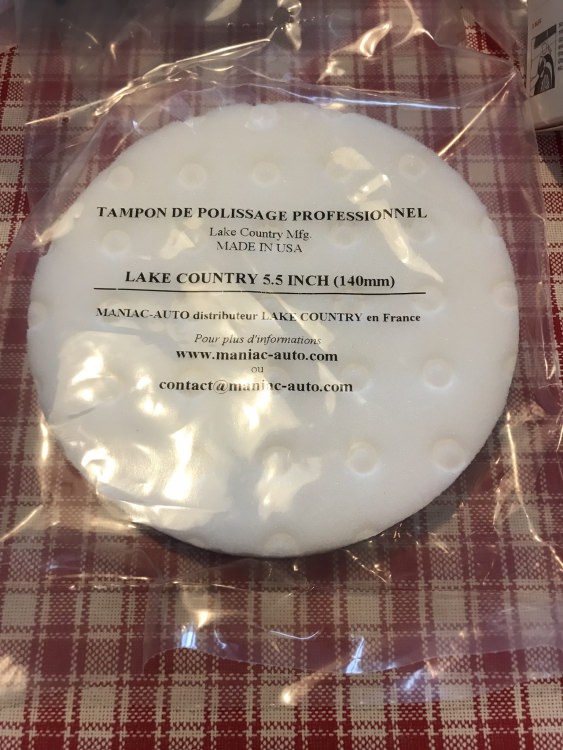 TAMPON DE POLISSAGE PROFESSIONNEL
Lake Country Mfg.
MADE IN USA
LAKE COUNTRY 5.5 INCH (140mm)
MANIAC-AUTO distributeur LAKE COUNTRY en France
Pour plus d'informations
www.maniac-auto.com
ou
contact@maniac-auto.com